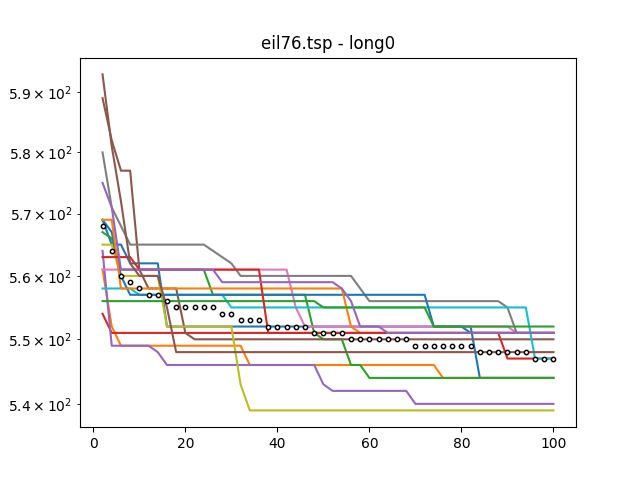 eil76.tsp - long0
5.9 × 10²
5.8 × 10²
5.7 × 10²
5.6 × 10²
5.5 × 10²
5.4 × 10²
0 20 40 60 80 100